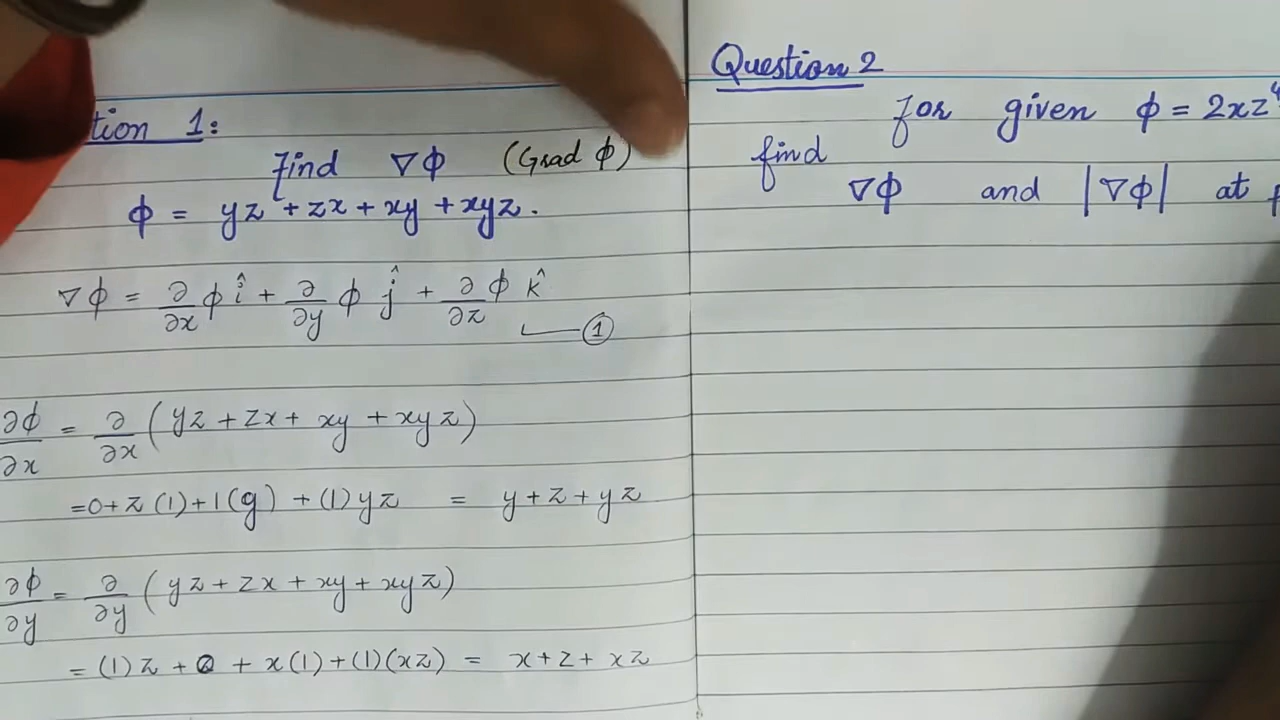 tion 1:
Find ∇ϕ (Grad ϕ)
ϕ = yz + zx + xy + xyz.
∇ϕ = ∂/∂x ϕ î + ∂/∂y ϕ ĵ + ∂/∂z ϕ k̂
①
∂ϕ/∂x = ∂/∂x (yz + zx + xy + xyz)
= 0 + z(1) + 1(y) + (1)yz = y + z + yz
∂ϕ/∂y = ∂/∂y (yz + zx + xy + xyz)
= (1)z + 0 + x(1) + (1)(xz) = x + z + xz
Question 2
for given ϕ = 2xz⁴
find
∇ϕ and |∇ϕ| at